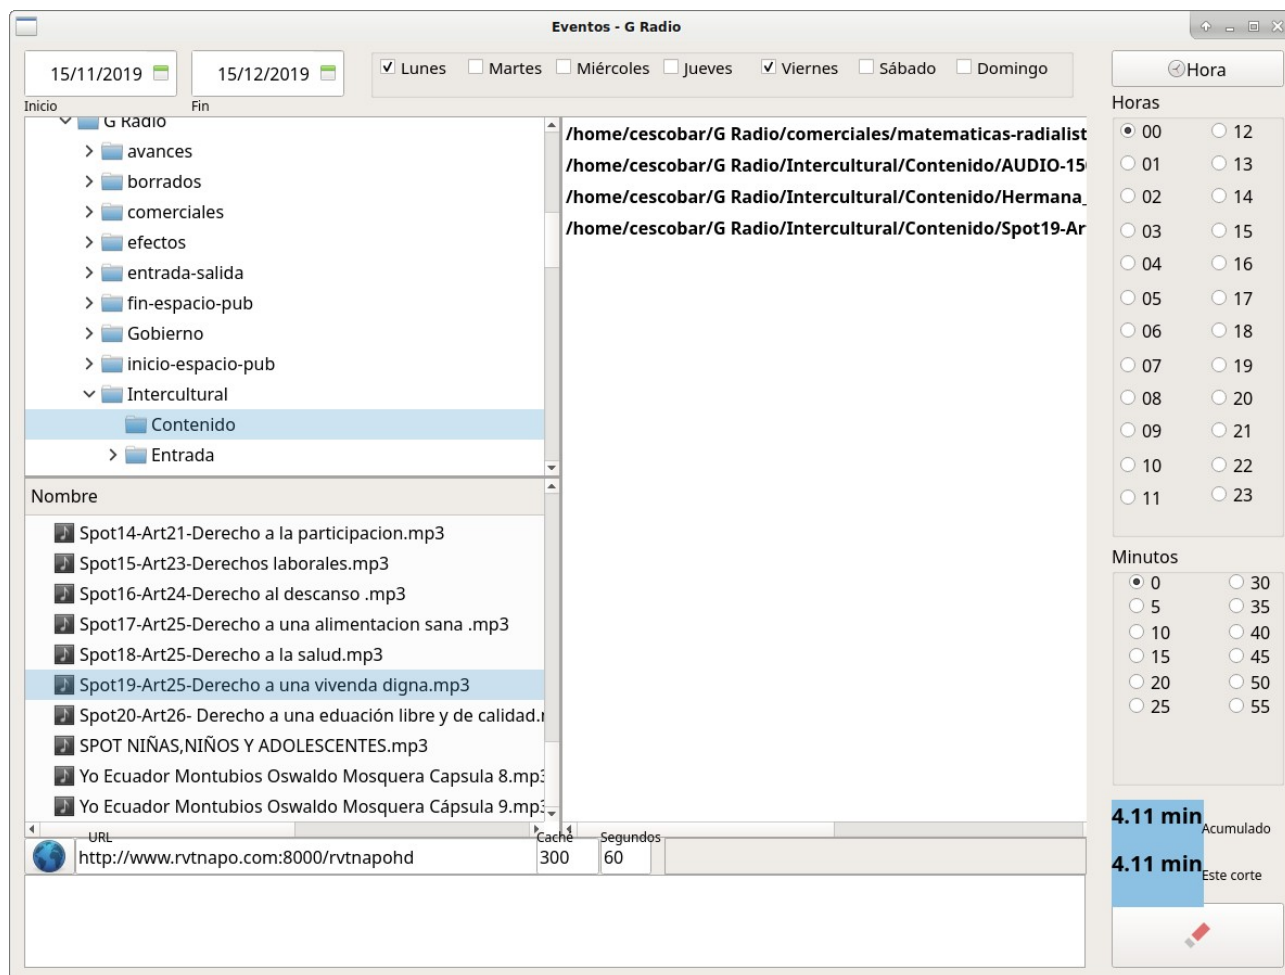 Eventos - G Radio
15/11/2019
15/12/2019
Lunes Martes Miércoles Jueves Viernes Sábado Domingo
Hora
Inicio
Fin
Horas
G Radio
avances
borrados
comerciales
efectos
entrada-salida
fin-espacio-pub
Gobierno
inicio-espacio-pub
Intercultural
Contenido
Entrada
/home/cescobar/G Radio/comerciales/matematicas-radialist
/home/cescobar/G Radio/Intercultural/Contenido/AUDIO-15
/home/cescobar/G Radio/Intercultural/Contenido/Hermana_
/home/cescobar/G Radio/Intercultural/Contenido/Spot19-Ar
00 12
01 13
02 14
03 15
04 16
05 17
06 18
07 19
08 20
09 21
10 22
11 23
Nombre
Spot14-Art21-Derecho a la participacion.mp3
Spot15-Art23-Derechos laborales.mp3
Spot16-Art24-Derecho al descanso .mp3
Spot17-Art25-Derecho a una alimentacion sana .mp3
Spot18-Art25-Derecho a la salud.mp3
Spot19-Art25-Derecho a una vivenda digna.mp3
Spot20-Art26- Derecho a una eduación libre y de calidad.
SPOT NIÑAS,NIÑOS Y ADOLESCENTES.mp3
Yo Ecuador Montubios Oswaldo Mosquera Capsula 8.mp3
Yo Ecuador Montubios Oswaldo Mosquera Cápsula 9.mp3
Minutos
0 30
5 35
10 40
15 45
20 50
25 55
URL
http://www.rvtnapo.com:8000/rvtnapohd
Caché
300
Segundos
60
4.11 min
Acumulado
4.11 min
Este corte